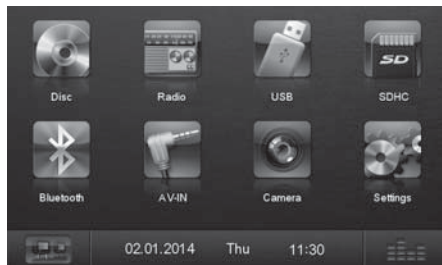 SD
Disc Radio USB SDHC
Bluetooth AV-IN Camera Settings
02.01.2014 Thu 11:30